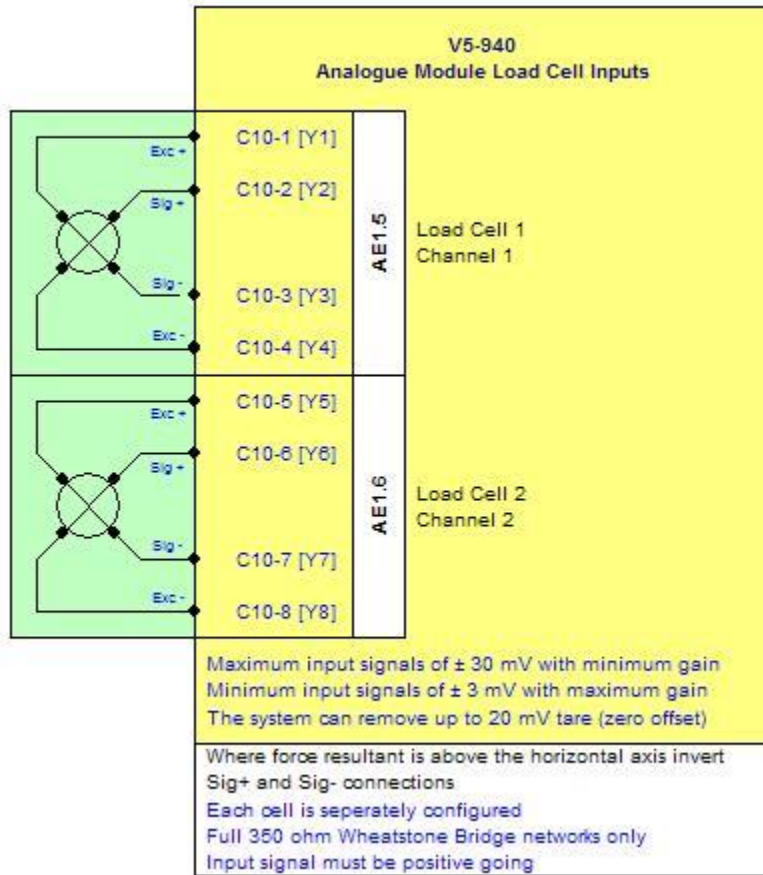 V5-940
Analogue Module Load Cell Inputs
Exc +
C10-1 [Y1]
Sig +
C10-2 [Y2]
AE1.5
Load Cell 1
Channel 1
Sig -
C10-3 [Y3]
Exc -
C10-4 [Y4]
Exc +
C10-5 [Y5]
Sig +
C10-6 [Y6]
AE1.6
Load Cell 2
Channel 2
Sig -
C10-7 [Y7]
Exc -
C10-8 [Y8]
Maximum input signals of ± 30 mV with minimum gain
Minimum input signals of ± 3 mV with maximum gain
The system can remove up to 20 mV tare (zero offset)
Where force resultant is above the horizontal axis invert
Sig+ and Sig- connections
Each cell is seperately configured
Full 350 ohm Wheatstone Bridge networks only
Input signal must be positive going